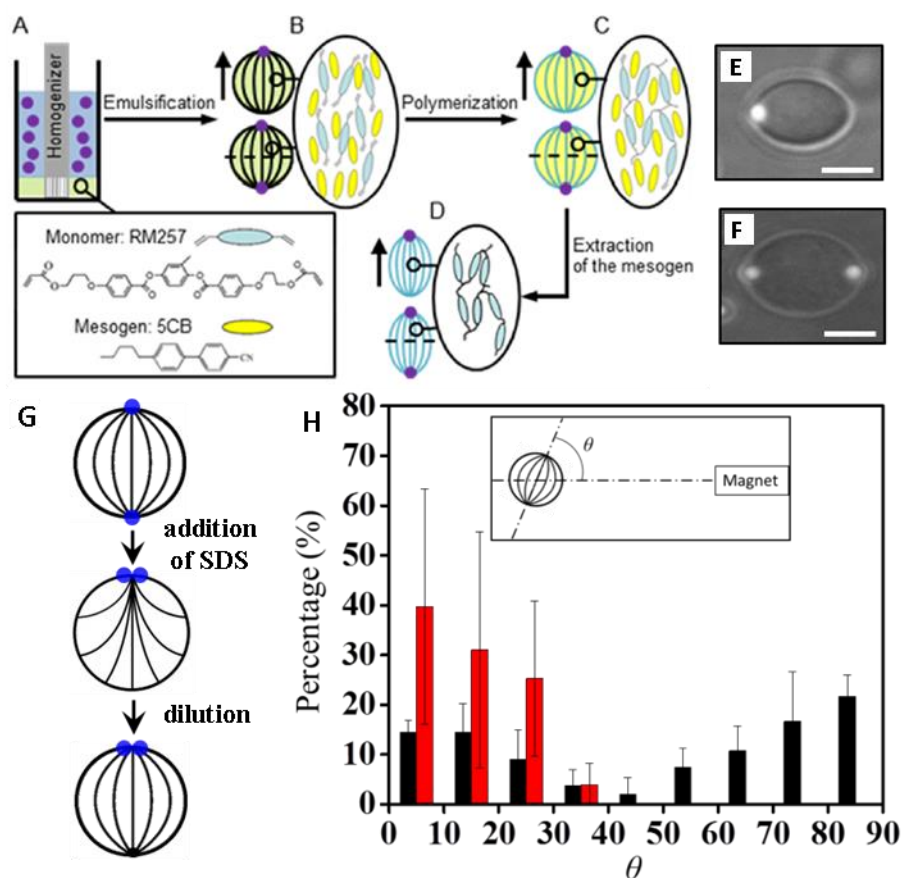 A
Homogenizer
Emulsification
B
Polymerization
C
E
F
D
Extraction
of the mesogen
Monomer: RM257
O
O
O
O
O
O
O
O
O
O
Mesogen: 5CB
CN
G
addition
of SDS
dilution
H
Percentage (%)
80
70
60
50
40
30
20
10
0
θ
Magnet
0 10 20 30 40 50 60 70 80 90
θ